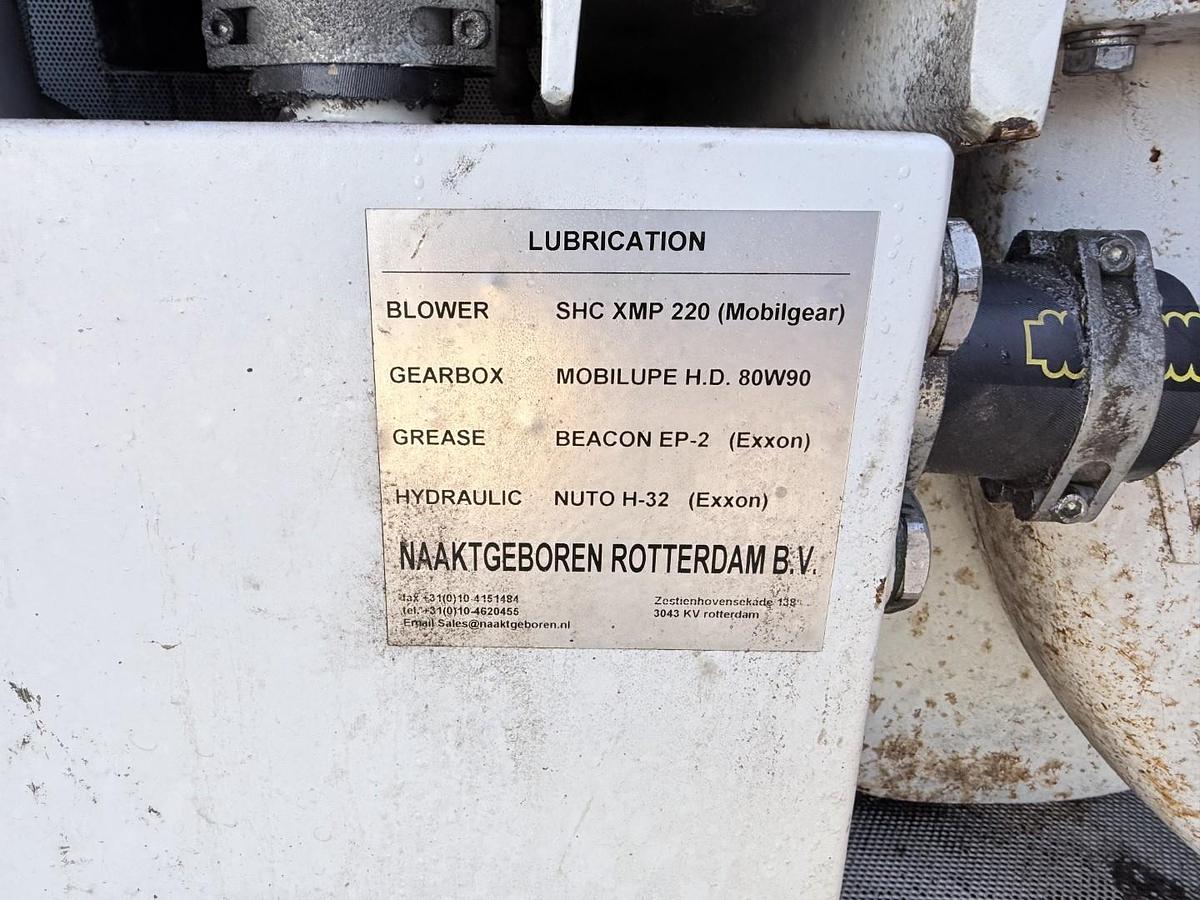 LUBRICATION
BLOWER SHC XMP 220 (Mobilgear)
GEARBOX MOBILUPE H.D. 80W90
GREASE BEACON EP-2 (Exxon)
HYDRAULIC NUTO H-32 (Exxon)
NAAKTGEBOREN ROTTERDAM B.V.
fax +31(0)10-4151484 Zestienhovensekade
tel. +31(0)10-4620455 3043 KV rotterdam
Email Sales@naaktgeboren.nl